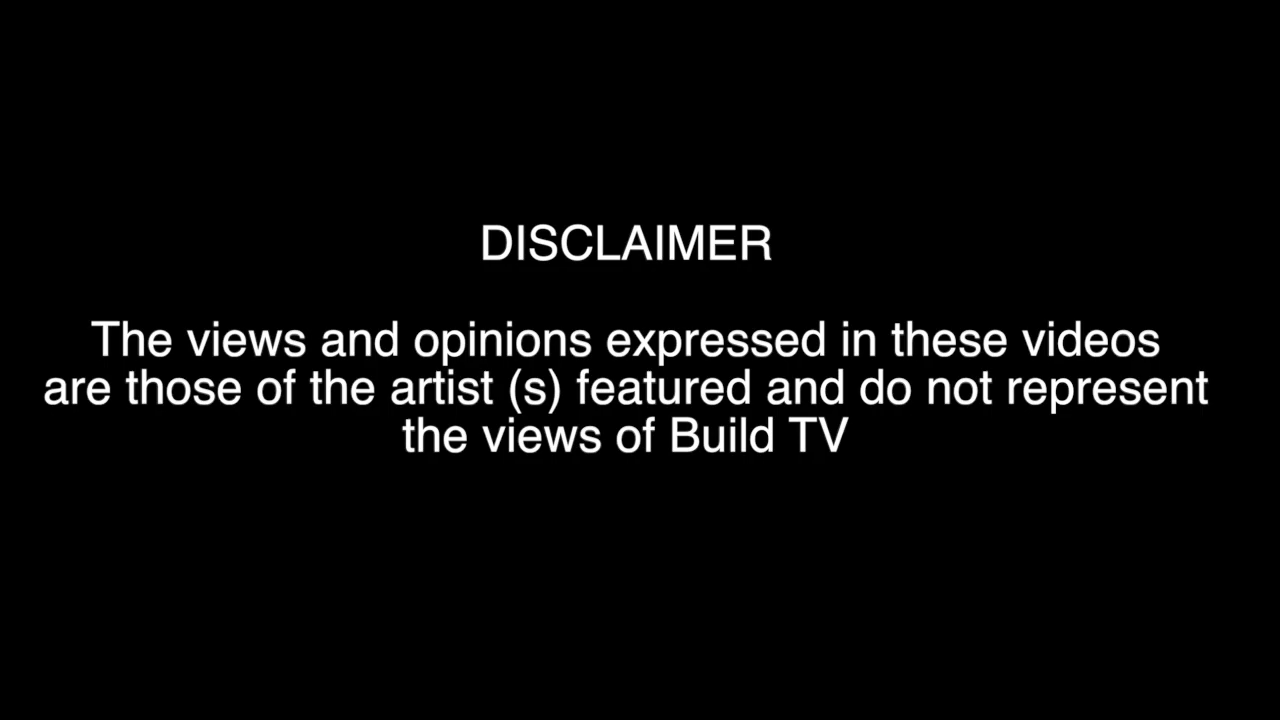 DISCLAIMER
The views and opinions expressed in these videos
are those of the artist (s) featured and do not represent
the views of Build TV